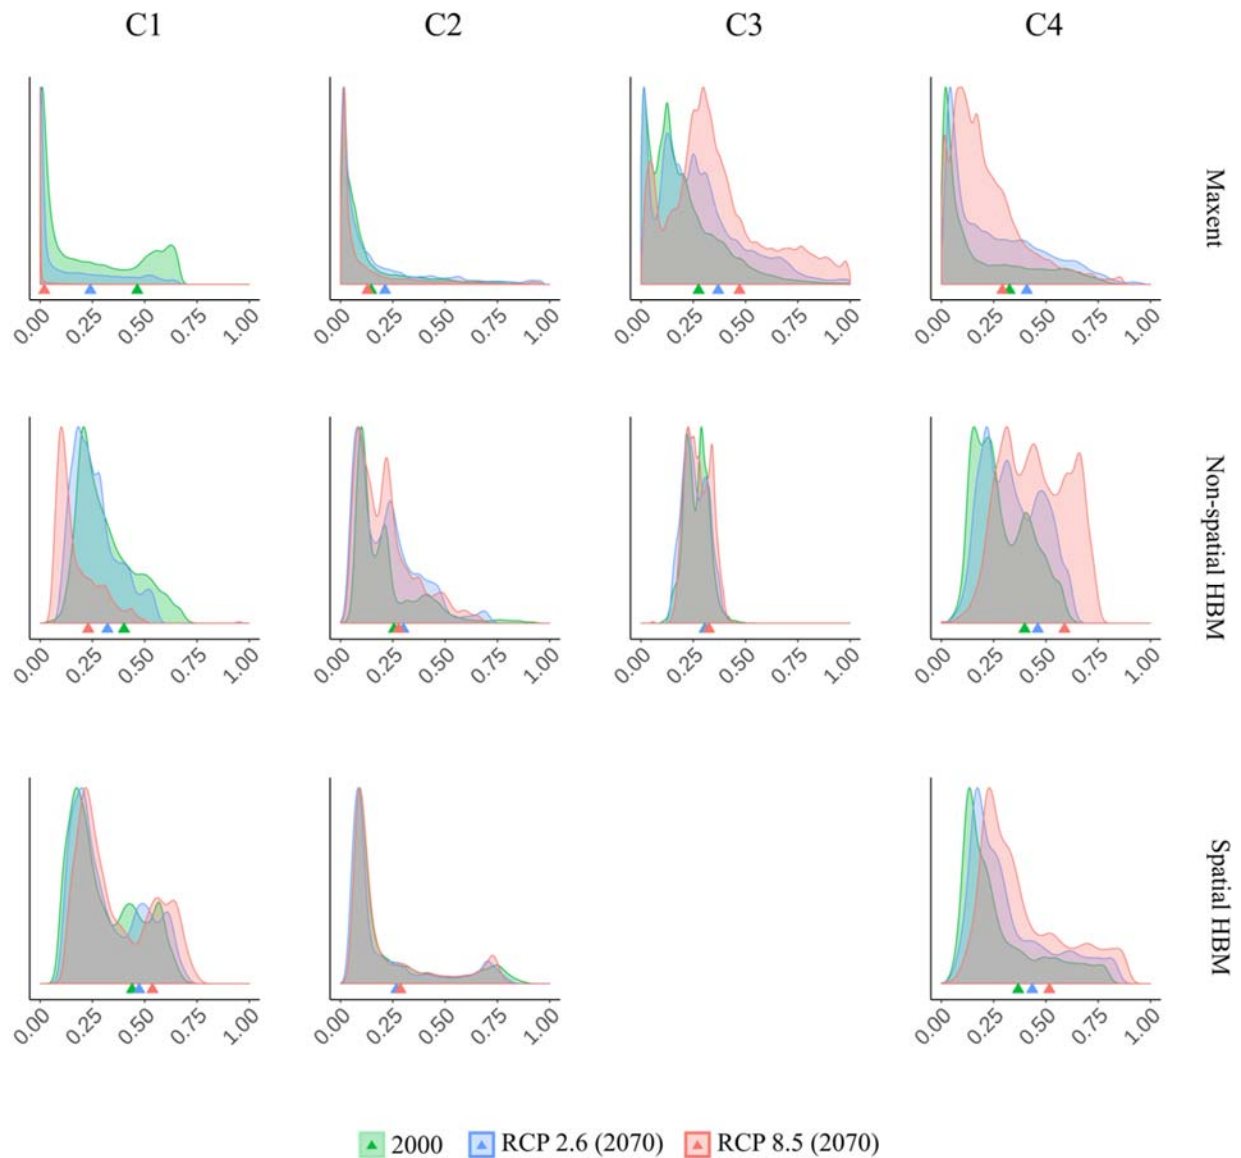 C1 C2 C3 C4
Maxent
0.00 0.25 0.50 0.75 1.00 0.00 0.25 0.50 0.75 1.00 0.00 0.25 0.50 0.75 1.00 0.00 0.25 0.50 0.75 1.00
Non-spatial HBM
0.00 0.25 0.50 0.75 1.00 0.00 0.25 0.50 0.75 1.00 0.00 0.25 0.50 0.75 1.00 0.00 0.25 0.50 0.75 1.00
Spatial HBM
0.00 0.25 0.50 0.75 1.00 0.00 0.25 0.50 0.75 1.00 0.00 0.25 0.50 0.75 1.00
2000 RCP 2.6 (2070) RCP 8.5 (2070)